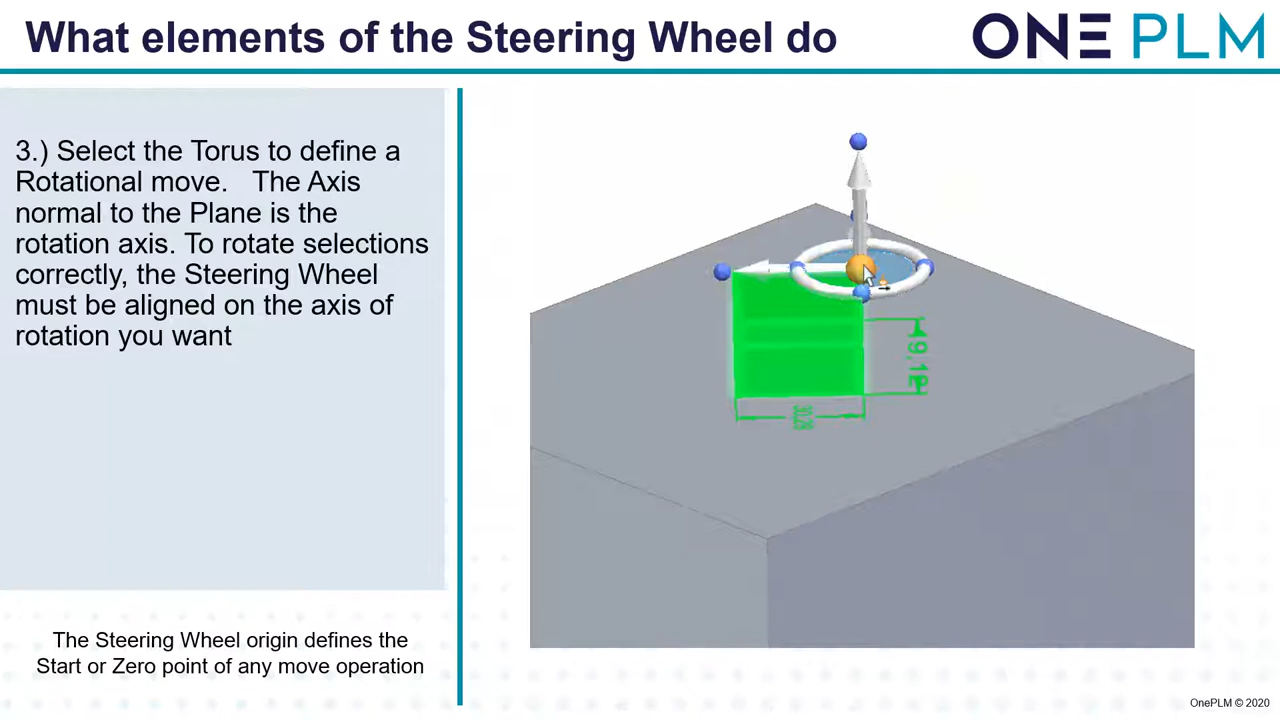 What elements of the Steering Wheel do
ONE PLM
3.) Select the Torus to define a
Rotational move. The Axis
normal to the Plane is the
rotation axis. To rotate selections
correctly, the Steering Wheel
must be aligned on the axis of
rotation you want
The Steering Wheel origin defines the
Start or Zero point of any move operation
OnePLM © 2020